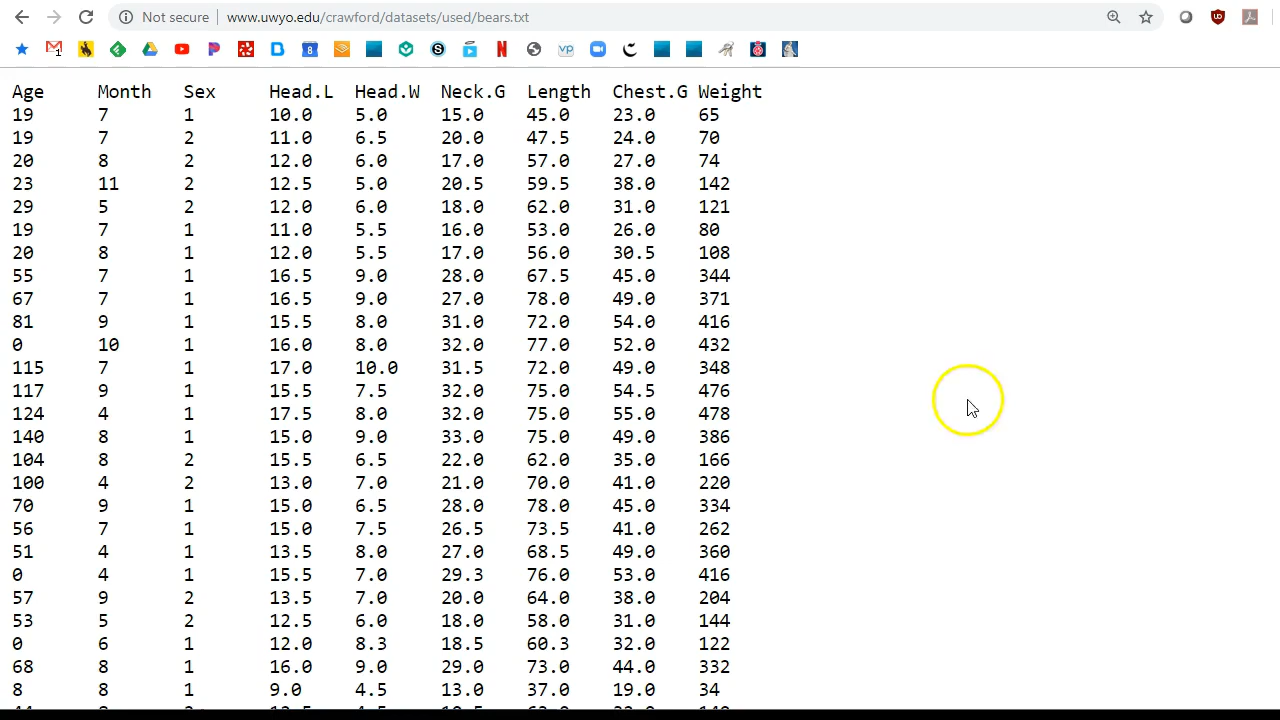 Not secure www.uwyo.edu/crawford/datasets/used/bears.txt
Age Month Sex Head.L Head.W Neck.G Length Chest.G Weight
19 7 1 10.0 5.0 15.0 45.0 23.0 65
19 7 2 11.0 6.5 20.0 47.5 24.0 70
20 8 2 12.0 6.0 17.0 57.0 27.0 74
23 11 2 12.5 5.0 20.5 59.5 38.0 142
29 5 2 12.0 6.0 18.0 62.0 31.0 121
19 7 1 11.0 5.5 16.0 53.0 26.0 80
20 8 1 12.0 5.5 17.0 56.0 30.5 108
55 7 1 16.5 9.0 28.0 67.5 45.0 344
67 7 1 16.5 9.0 27.0 78.0 49.0 371
81 9 1 15.5 8.0 31.0 72.0 54.0 416
0 10 1 16.0 8.0 32.0 77.0 52.0 432
115 7 1 17.0 10.0 31.5 72.0 49.0 348
117 9 1 15.5 7.5 32.0 75.0 54.5 476
124 4 1 17.5 8.0 32.0 75.0 55.0 478
140 8 1 15.0 9.0 33.0 75.0 49.0 386
104 8 2 15.5 6.5 22.0 62.0 35.0 166
100 4 2 13.0 7.0 21.0 70.0 41.0 220
70 9 1 15.0 6.5 28.0 78.0 45.0 334
56 7 1 15.0 7.5 26.5 73.5 41.0 262
51 4 1 13.5 8.0 27.0 68.5 49.0 360
0 4 1 15.5 7.0 29.3 76.0 53.0 416
57 9 2 13.5 7.0 20.0 64.0 38.0 204
53 5 2 12.5 6.0 18.0 58.0 31.0 144
0 6 1 12.0 8.3 18.5 60.3 32.0 122
68 8 1 16.0 9.0 29.0 73.0 44.0 332
8 8 1 9.0 4.5 13.0 37.0 19.0 34